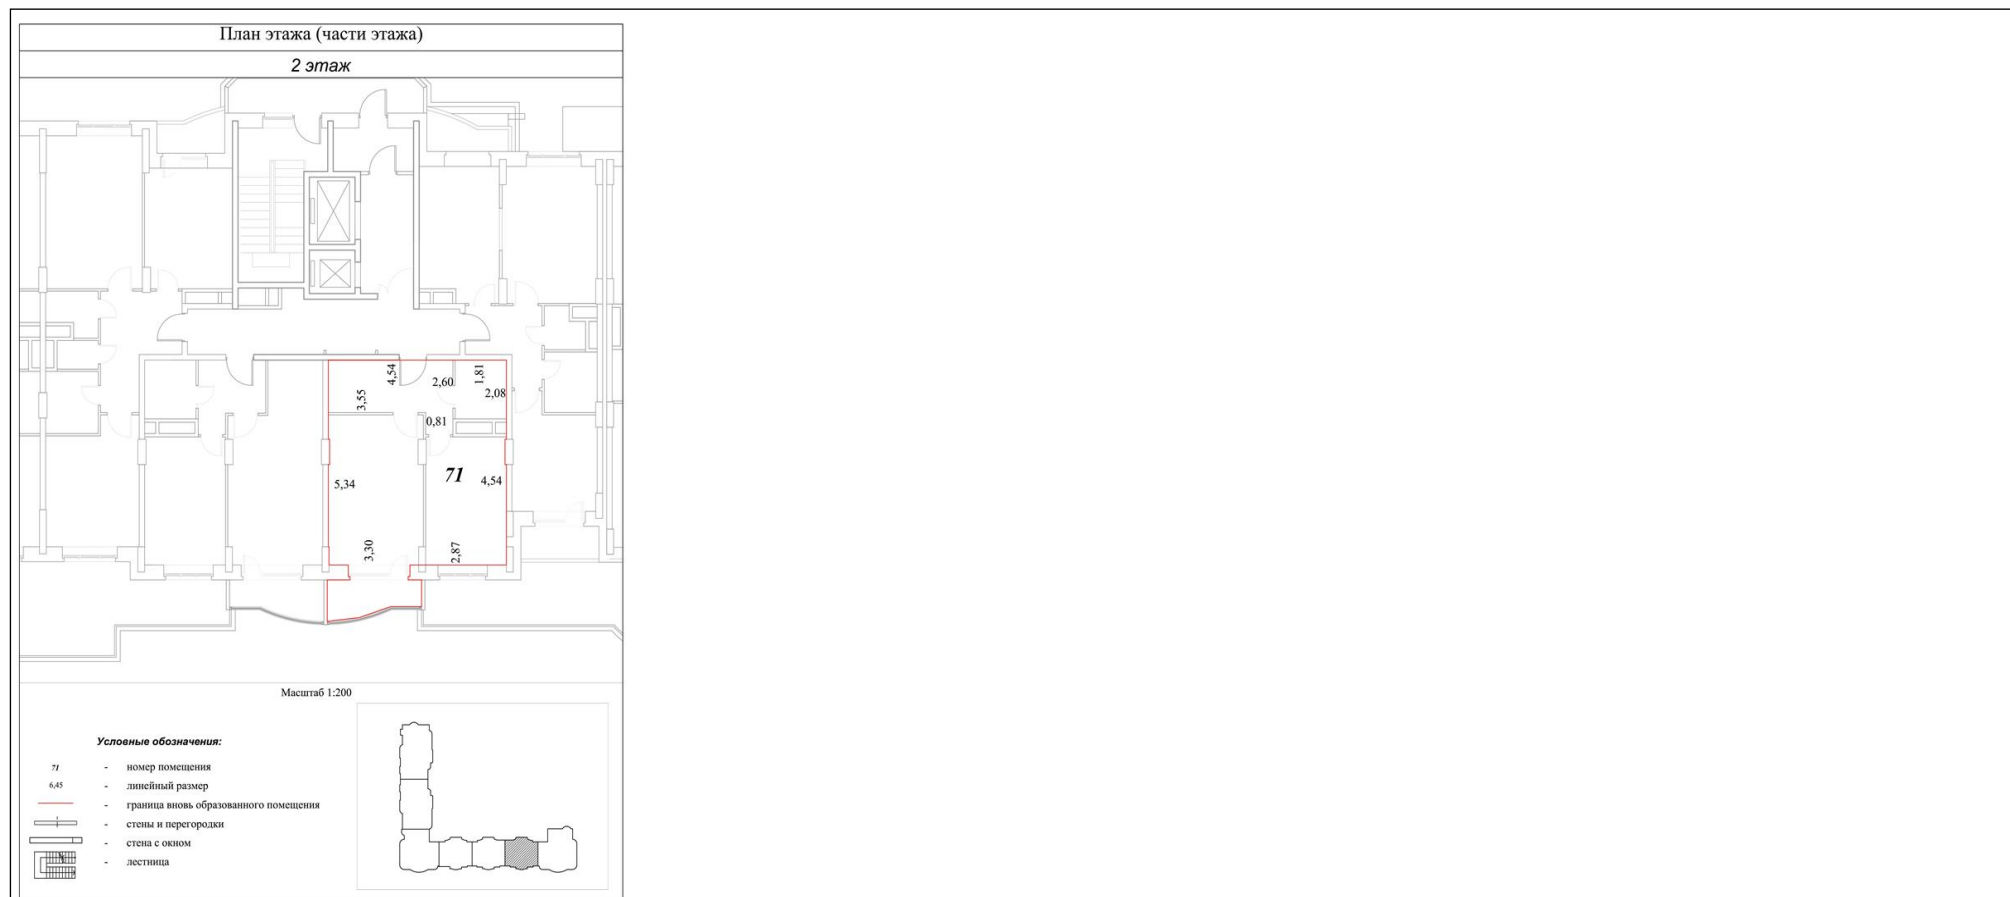 План этажа (части этажа)
2 этаж
4,54
1,81
2,60
2,08
3,55
0,81
71
4,54
5,34
3,30
2,87
Масштаб 1:200
Условные обозначения:
71 - номер помещения
6,45 - линейный размер
- граница вновь образованного помещения
- стены и перегородки
- стена с окном
- лестница